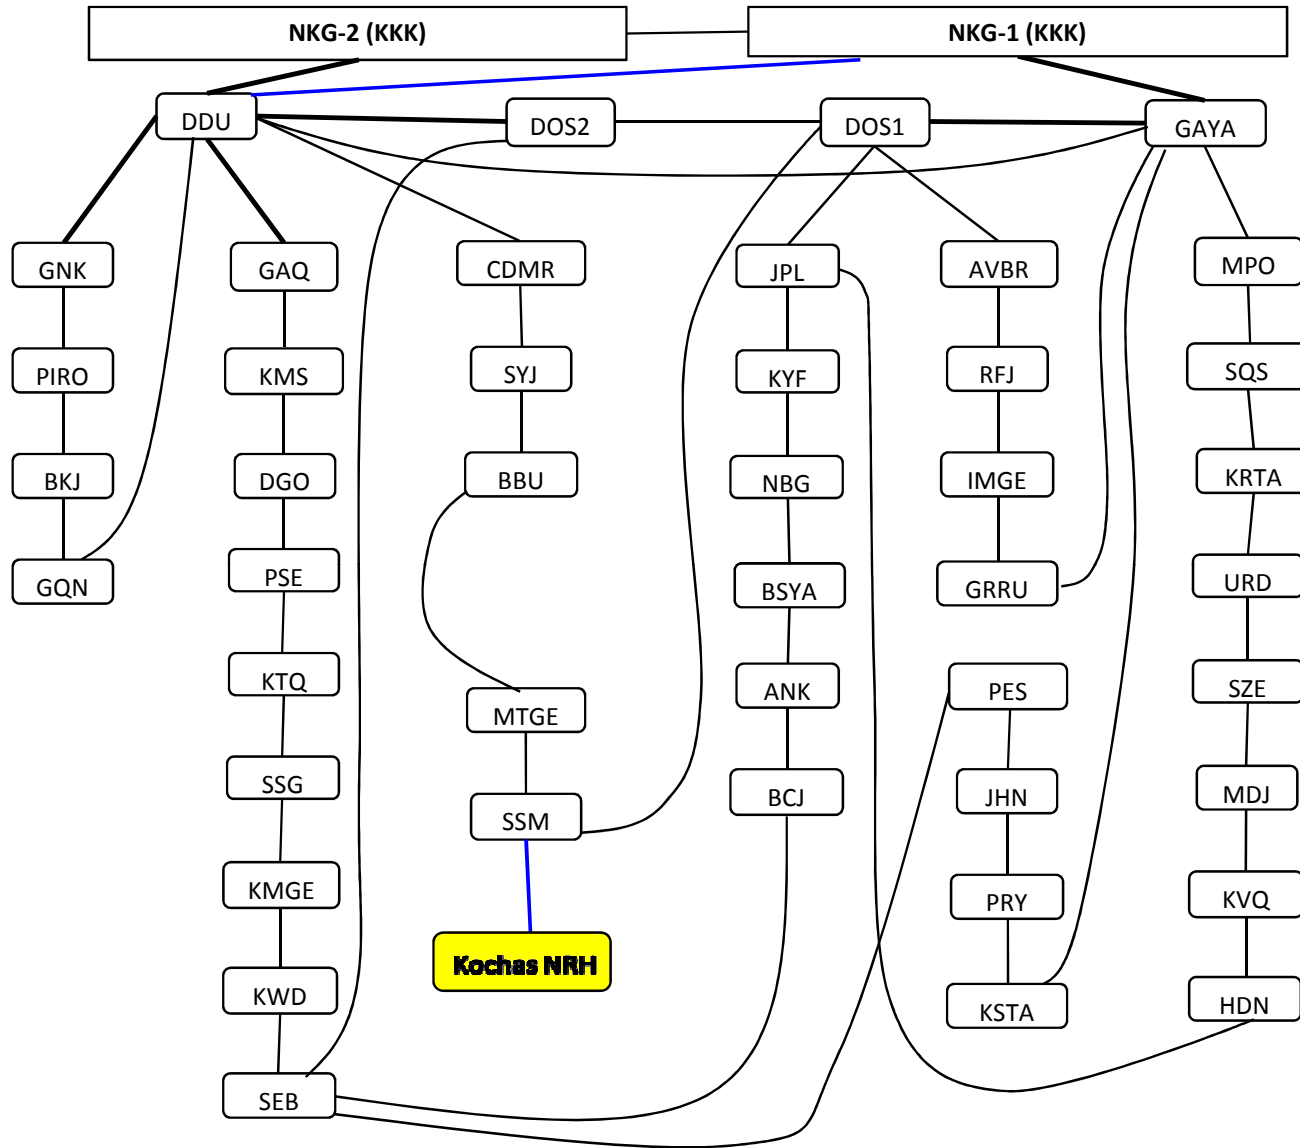 NKG-2 (KKK)
NKG-1 (KKK)
DDU
DOS2
DOS1
GAYA
GNK
GAQ
CDMR
JPL
AVBR
MPO
PIRO
KMS
SYJ
KYF
RFJ
SQS
BKJ
DGO
BBU
NBG
IMGE
KRTA
GQN
PSE
BSYA
GRRU
URD
KTQ
MTGE
ANK
PES
SZE
SSG
SSM
BCJ
JHN
MDJ
KMGE
PRY
KVQ
Kochas NRH
KWD
KSTA
HDN
SEB